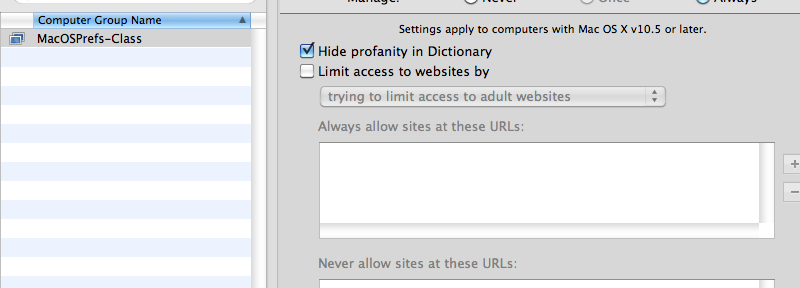 Computer Group Name
MacOSPrefs-Class
Manage: Never Once Always
Settings apply to computers with Mac OS X v10.5 or later.
Hide profanity in Dictionary
Limit access to websites by
trying to limit access to adult websites
Always allow sites at these URLs:
Never allow sites at these URLs: